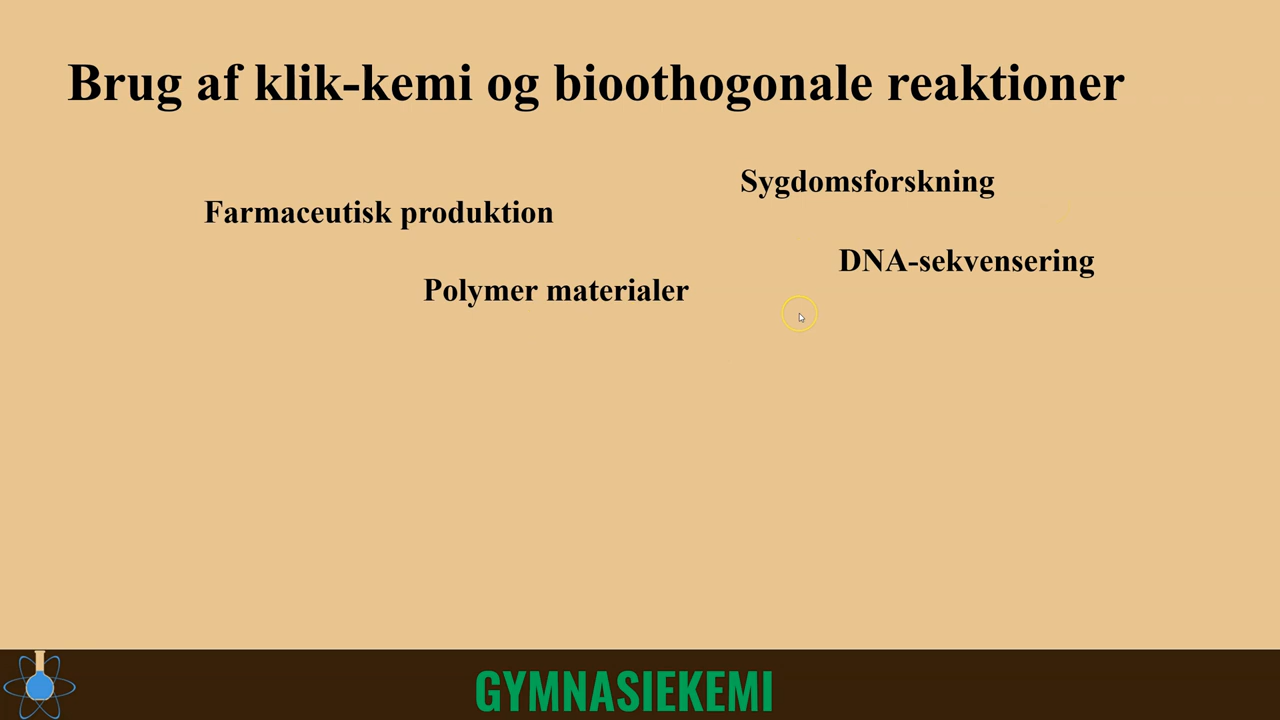 Brug af klik-kemi og bioothogonale reaktioner
Sygdomsforskning
Farmaceutisk produktion
DNA-sekvensering
Polymer materialer
GYMNASIEKEMI